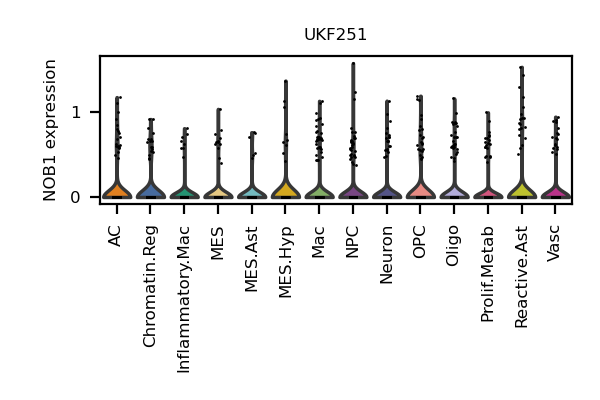 UKF251
NOB1 expression
1
0
AC
Chromatin.Reg
Inflammatory.Mac
MES
MES.Ast
MES.Hyp
Mac
NPC
Neuron
OPC
Oligo
Prolif.Metab
Reactive.Ast
Vasc